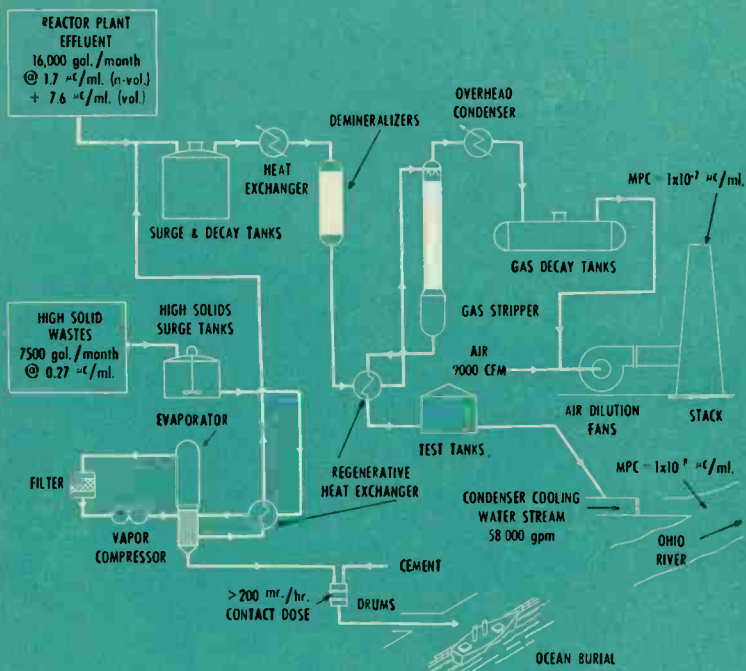 REACTOR PLANT
EFFLUENT
16,000 gal./month
@ 1.7 μc/ml. (n-vol.)
+ 7.6 μc/ml. (vol)
OVERHEAD
CONDENSER
DEMINERALIZERS
HEAT
EXCHANGER
MPC = 1x10⁻⁷ μc/ml.
SURGE & DECAY TANKS
GAS DECAY TANKS
HIGH SOLID
WASTES
7500 gal./month
@ 0.27 μc/ml.
HIGH SOLIDS
SURGE TANKS
GAS STRIPPER
AIR
CFM
AIR DILUTION
FANS
STACK
EVAPORATOR
TEST TANKS.
FILTER
REGENERATIVE
HEAT EXCHANGER
MPC = μc/ml.
VAPOR
COMPRESSOR
CONDENSER COOLING
WATER STREAM
58 000 gpm
OHIO
RIVER
CEMENT
>200 mr./hr.
CONTACT DOSE
DRUMS
OCEAN BURIAL